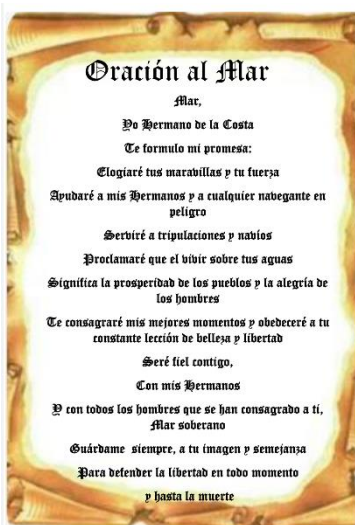 Oración al Mar
Mar,
Yo Hermano de la Costa
Te formulo mi promesa:
Elogiaré tus maravillas y tu fuerza
Ayudaré a mis Hermanos y a cualquier nabegante en
peligro
Serviré a tripulaciones y navíos
Proclamaré que el vivir sobre tus aguas
Significa la prosperidad de los pueblos y la alegría de
los hombres
Te consagraré mis mejores momentos y obedeceré a tu
constante lección de belleza y libertad
Seré fiel contigo,
Con mis Hermanos
Y con todos los hombres que se han consagrado a ti,
Mar soberano
Guárdame siempre, a tu imagen y semejanza
Para defender la libertad en todo momento
y hasta la muerte